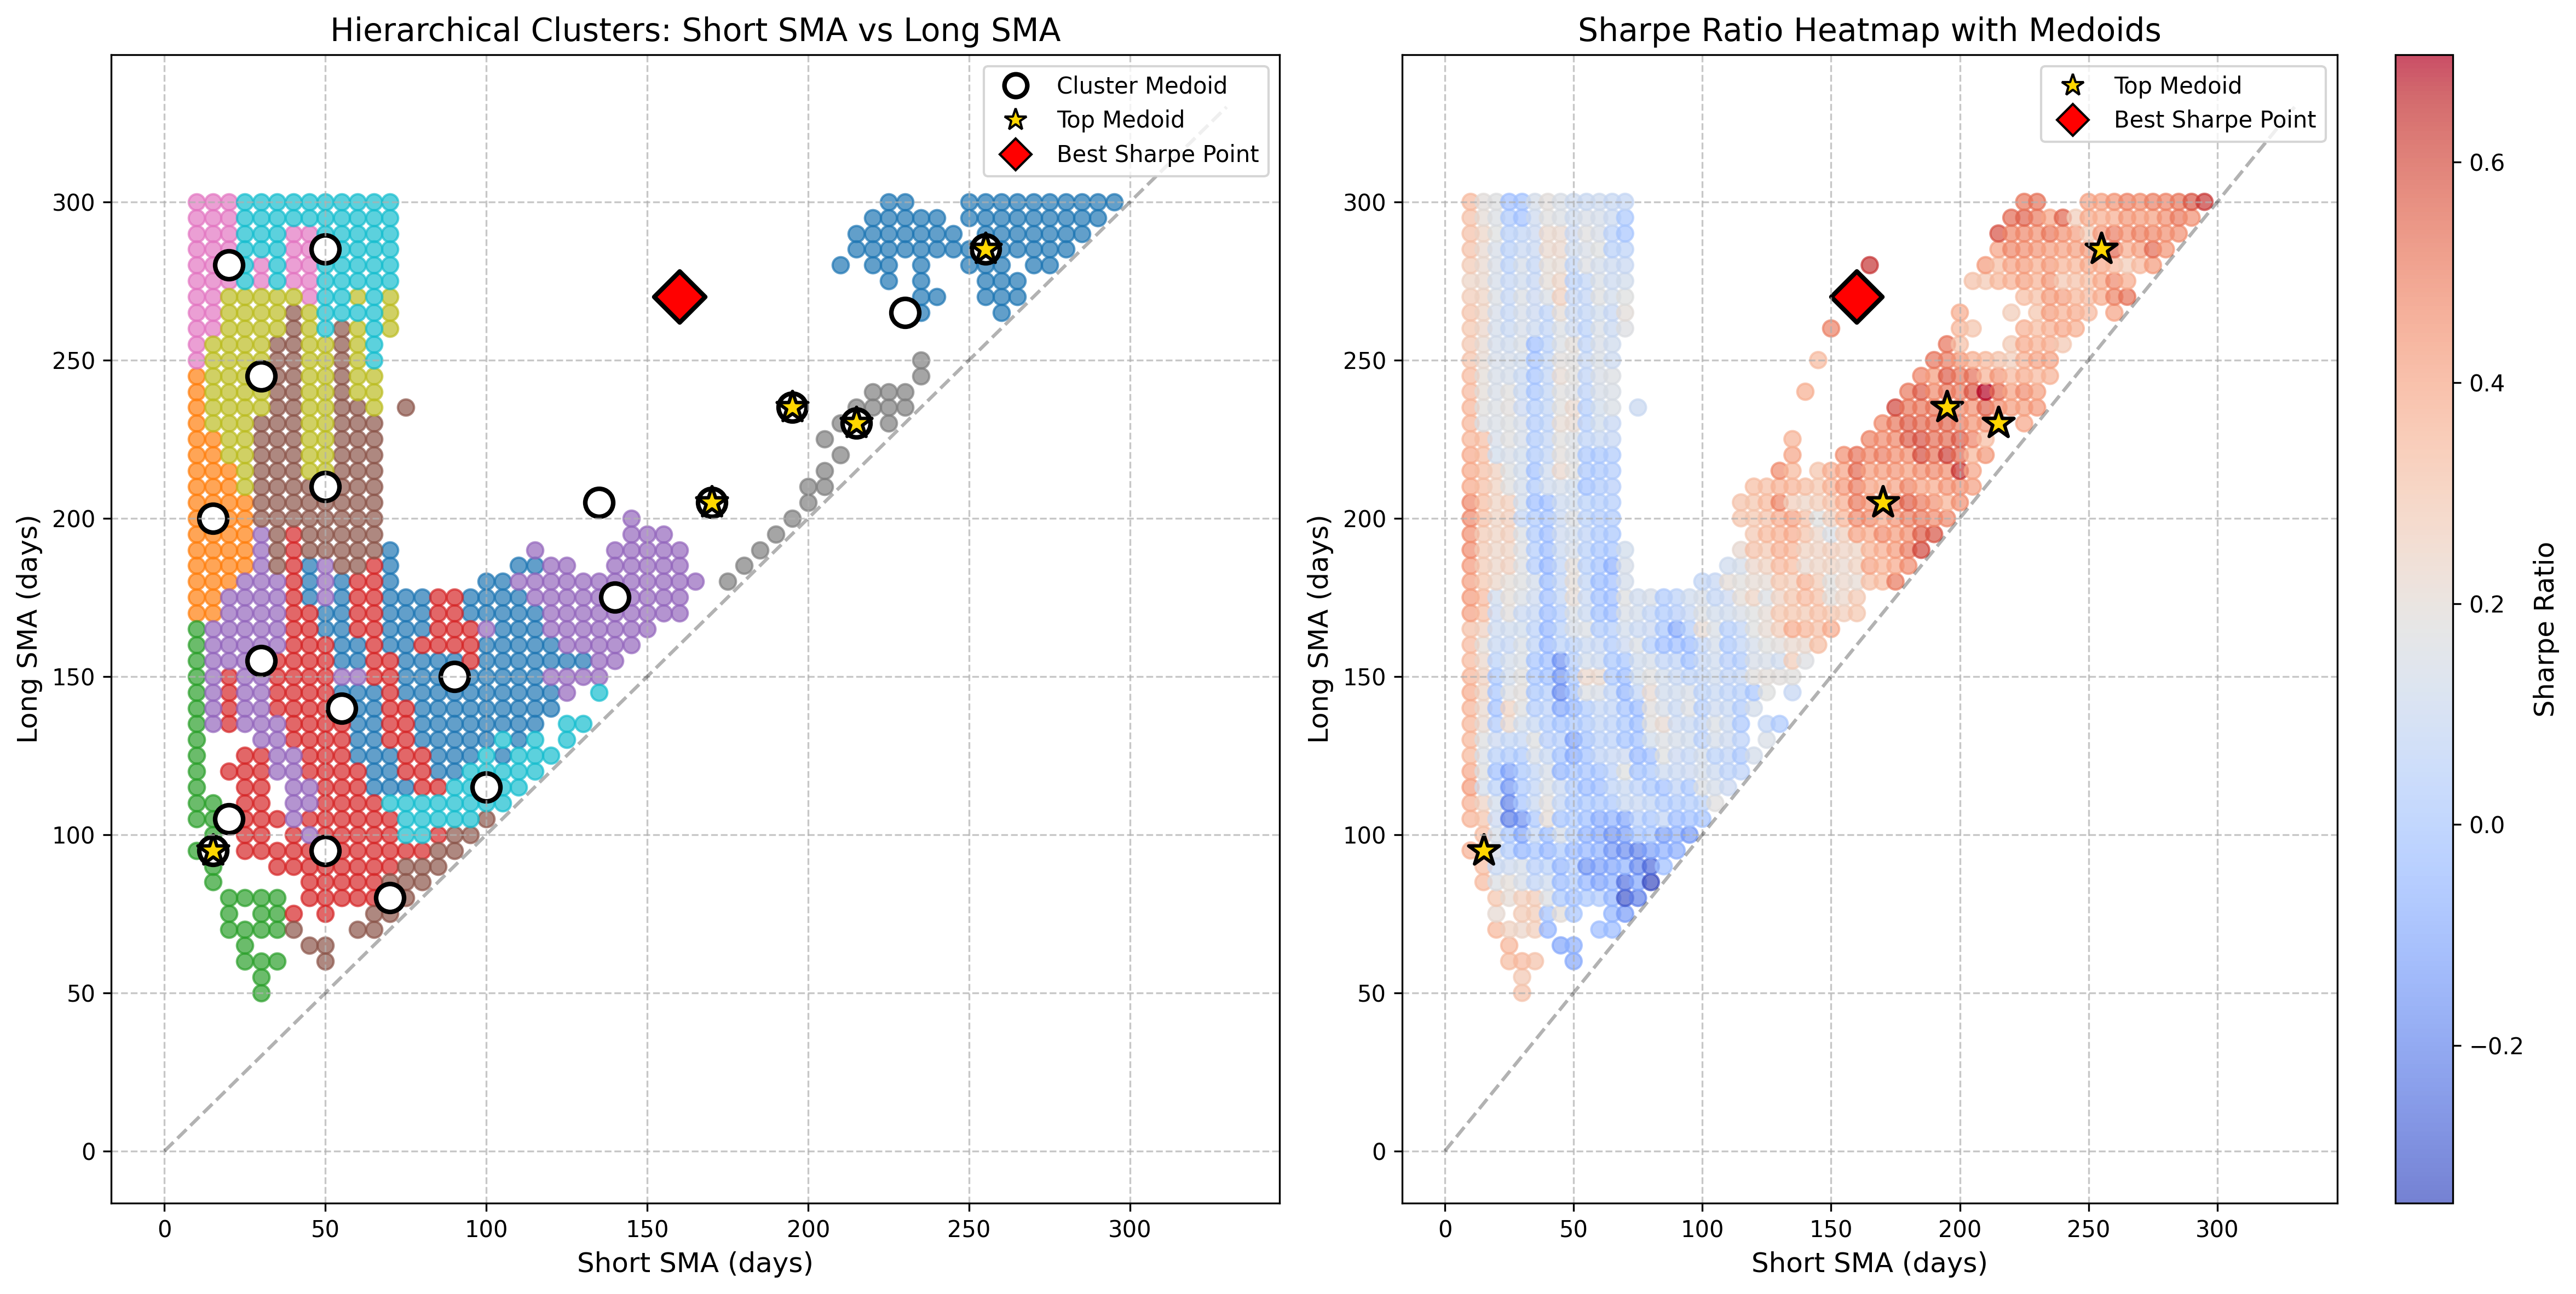 Hierarchical Clusters: Short SMA vs Long SMA
Cluster Medoid
Top Medoid
Best Sharpe Point
Long SMA (days)
300
250
200
150
100
50
0
0 50 100 150 200 250 300
Short SMA (days)
Sharpe Ratio Heatmap with Medoids
Top Medoid
Best Sharpe Point
Long SMA (days)
300
250
200
150
100
50
0
0 50 100 150 200 250 300
Short SMA (days)
0.6
0.4
0.2
0.0
−0.2
Sharpe Ratio